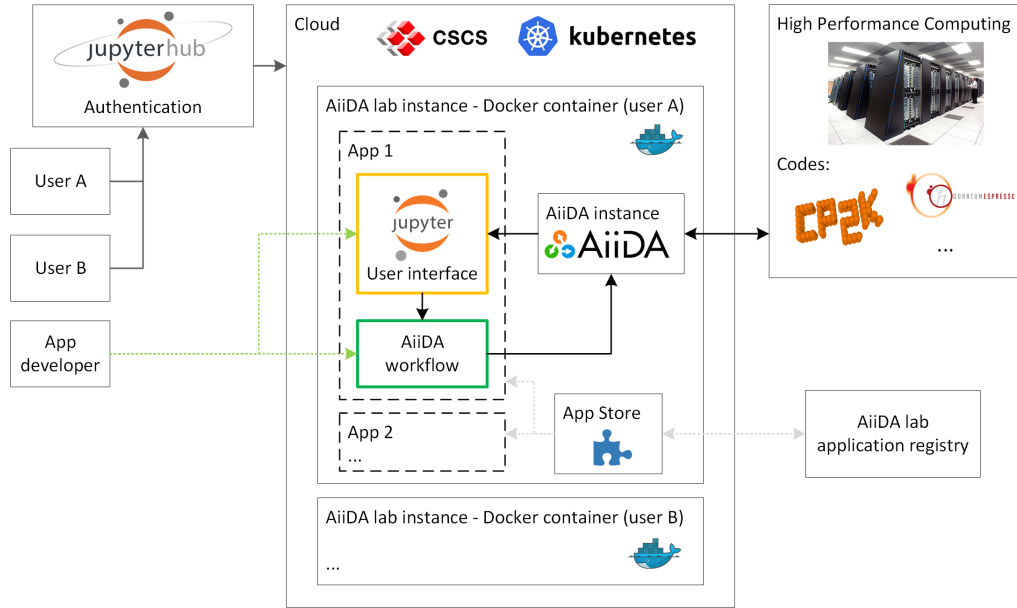 jupyterhub
Authentication
User A
User B
App
developer
Cloud
CSCS
kubernetes
AiiDA lab instance - Docker container (user A)
App 1
jupyter
User interface
AiiDA
workflow
App 2
...
AiiDA instance
AiiDA
App Store
AiiDA lab instance - Docker container (user B)
...
High Performance Computing
Codes:
CP2K
QUANTUMESPRESSO
...
AiiDA lab
application registry